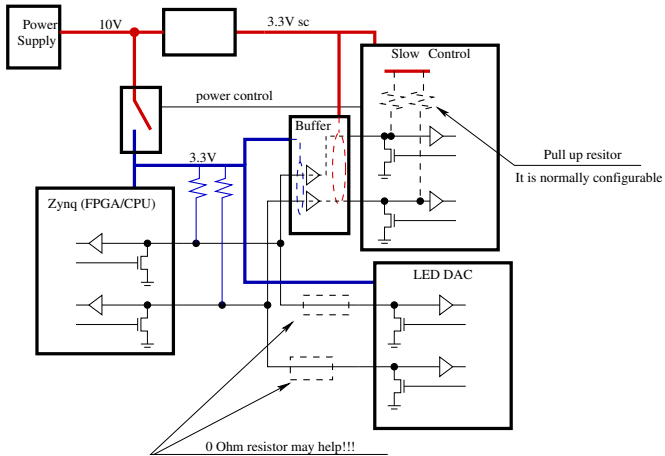 Power
Supply
10V
3.3V sc
Slow Control
power control
Buffer
3.3V
Pull up resitor
It is normally configurable
Zynq (FPGA/CPU)
LED DAC
0 Ohm resistor may help!!!